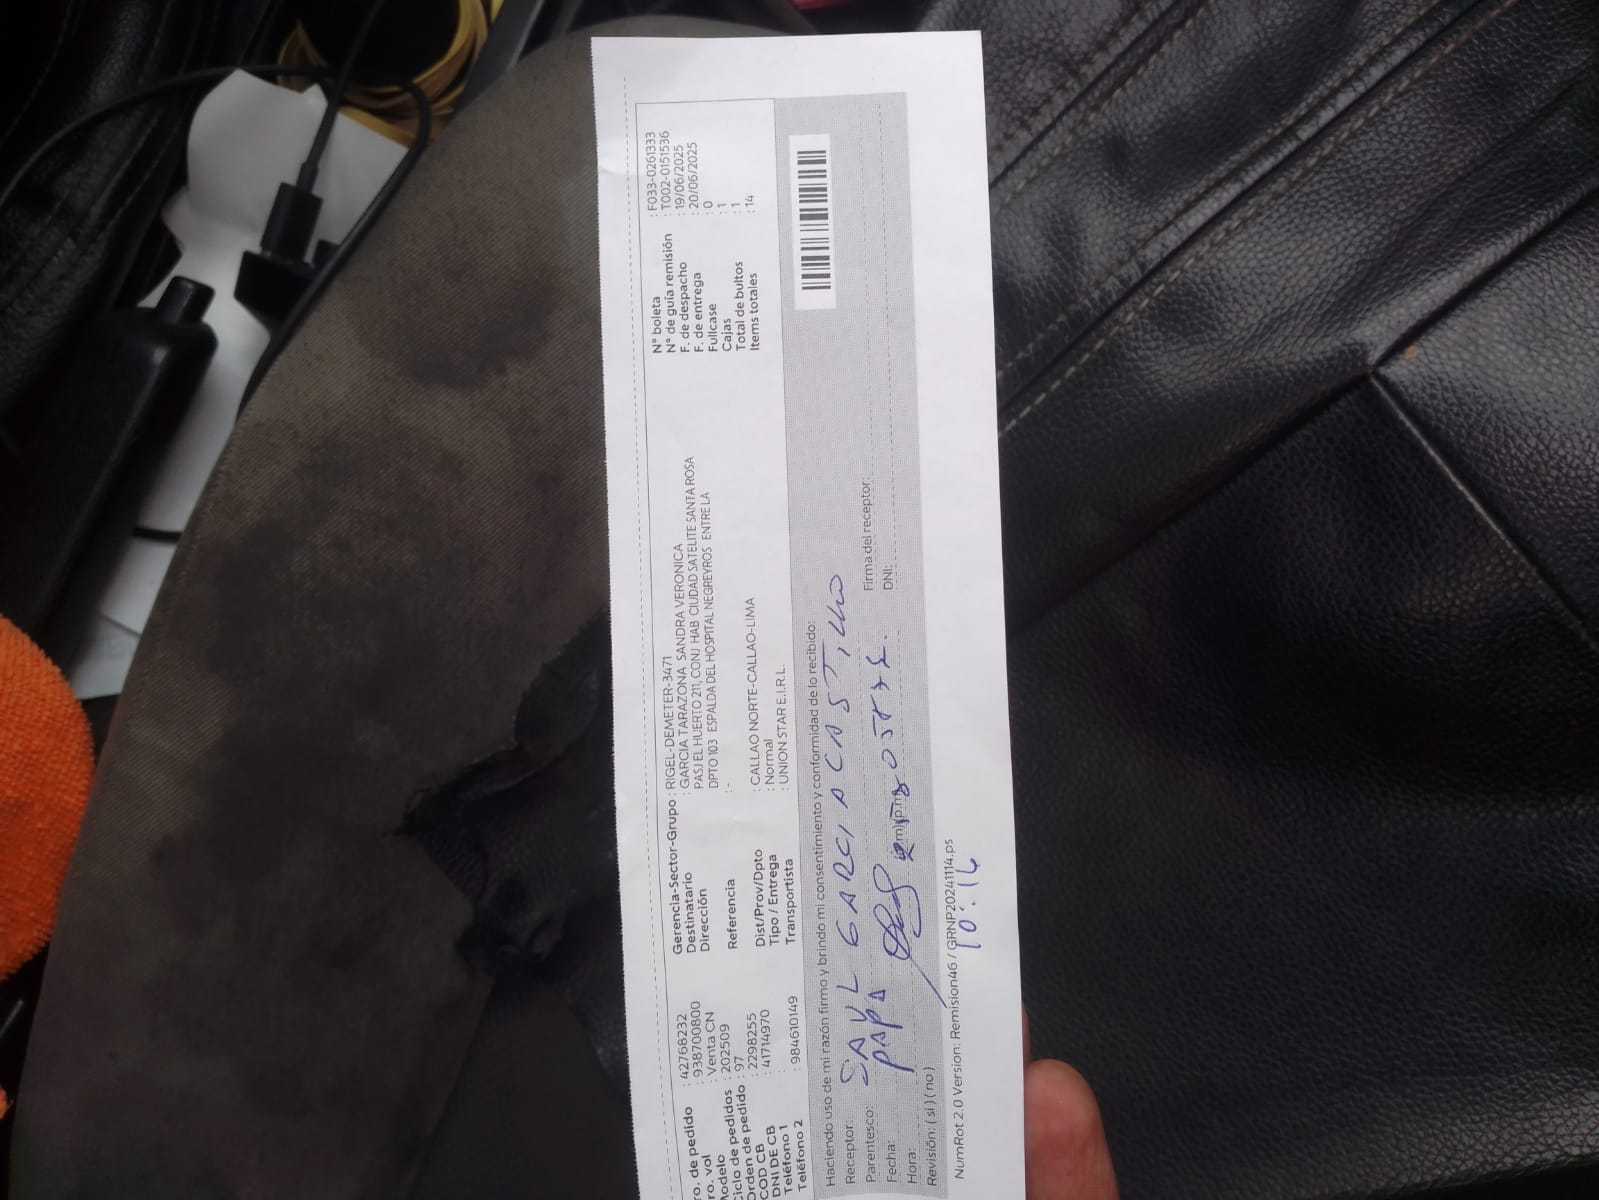 ro. de pedido : 42768232
ro. vol : 938700800
Modelo : Venta CN
Ciclo de pedidos : 202509
Orden de pedido : 97
COD CB : 2298255
DNI DE CB : 41714970
Teléfono 1
Teléfono 2 : 984610149
Gerencia-Sector-Grupo : RIGEL-DEMETER-3471
Destinatario : GARCIA TARAZONA SANDRA VERONICA
Dirección : PASJ EL HUERTO 211, CONJ HAB CIUDAD SATELITE SANTA ROSA
DPTO 103 ESPALDA DEL HOSPITAL NEGREYROS ENTRE LA
Referencia : -
Dist/Prov/Dpto : CALLAO NORTE-CALLAO-LIMA
Tipo / Entrega : Normal
Transportista : UNION STAR E.I.R.L.
N° boleta : F033-0261333
N° de guía remisión : T002-0151536
F. de despacho : 19/06/2025
F. de entrega : 20/06/2025
Fullcase : 0
Cajas : 1
Total de bultos : 1
Items totales : 14
Haciendo uso de mi razón firmo y brindo mi consentimiento y conformidad de lo recibido:
Receptor: SAUL GARCIA CASTILLO
Parentesco: PAPA
Firma del receptor:
Fecha:
DNI:
Hora:
Revisión: ( si ) ( no )
NumRot 2.0 Version: Remision46 / GRNP20241114.ps
10:16